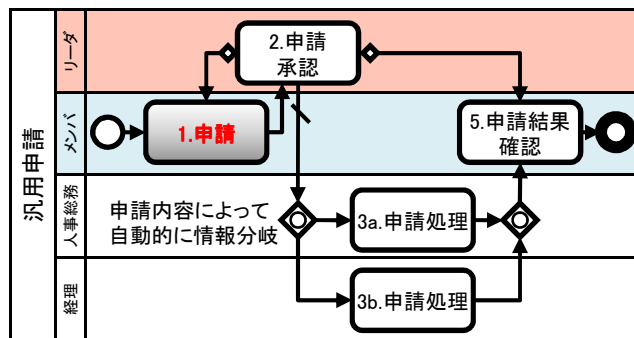 汎用申請
リーダ
2.申請
承認
メンバ
1.申請
5.申請結果
確認
人事総務
申請内容によって
自動的に情報分岐
3a.申請処理
経理
3b.申請処理